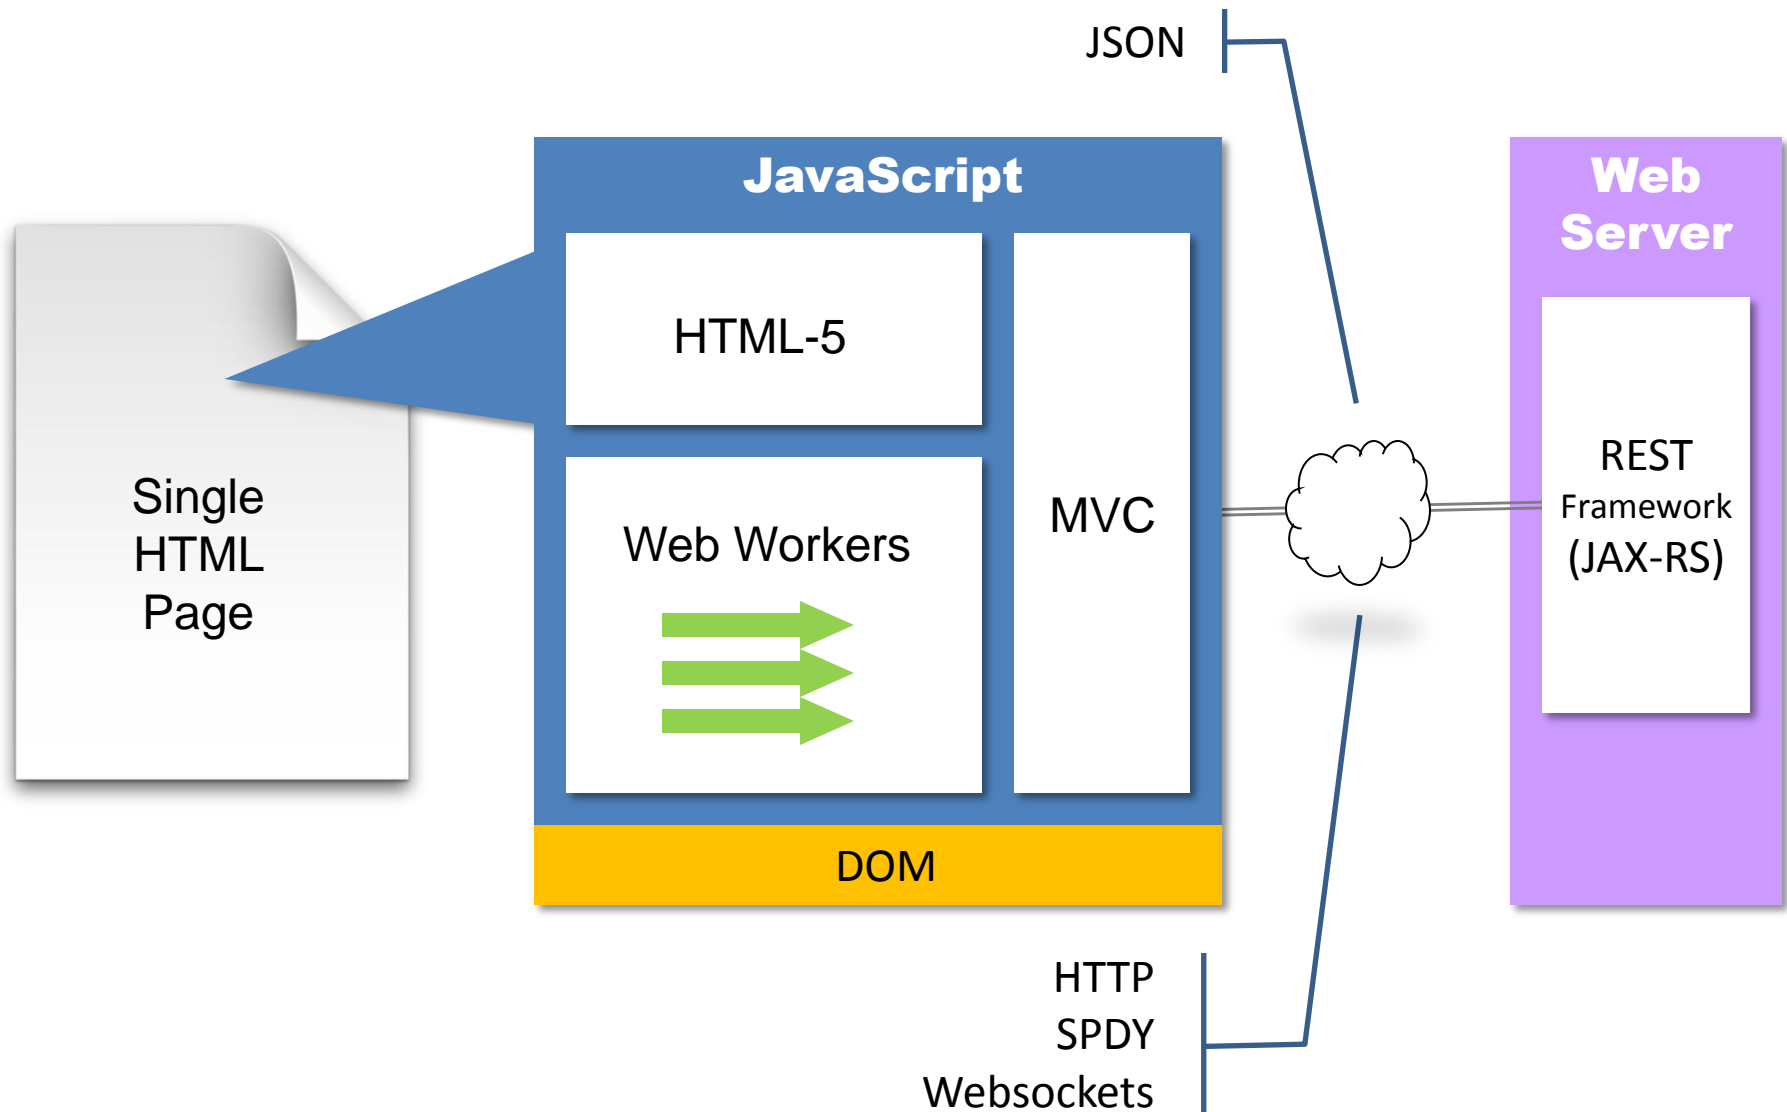 JSON
JavaScript
Web
Server
HTML-5
Single
HTML
Page
Web Workers
MVC
REST
Framework
(JAX-RS)
DOM
HTTP
SPDY
Websockets